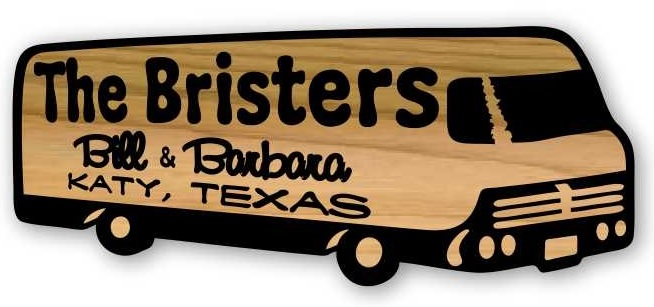 The Bristers
Bill & Barbara
KATY, TEXAS